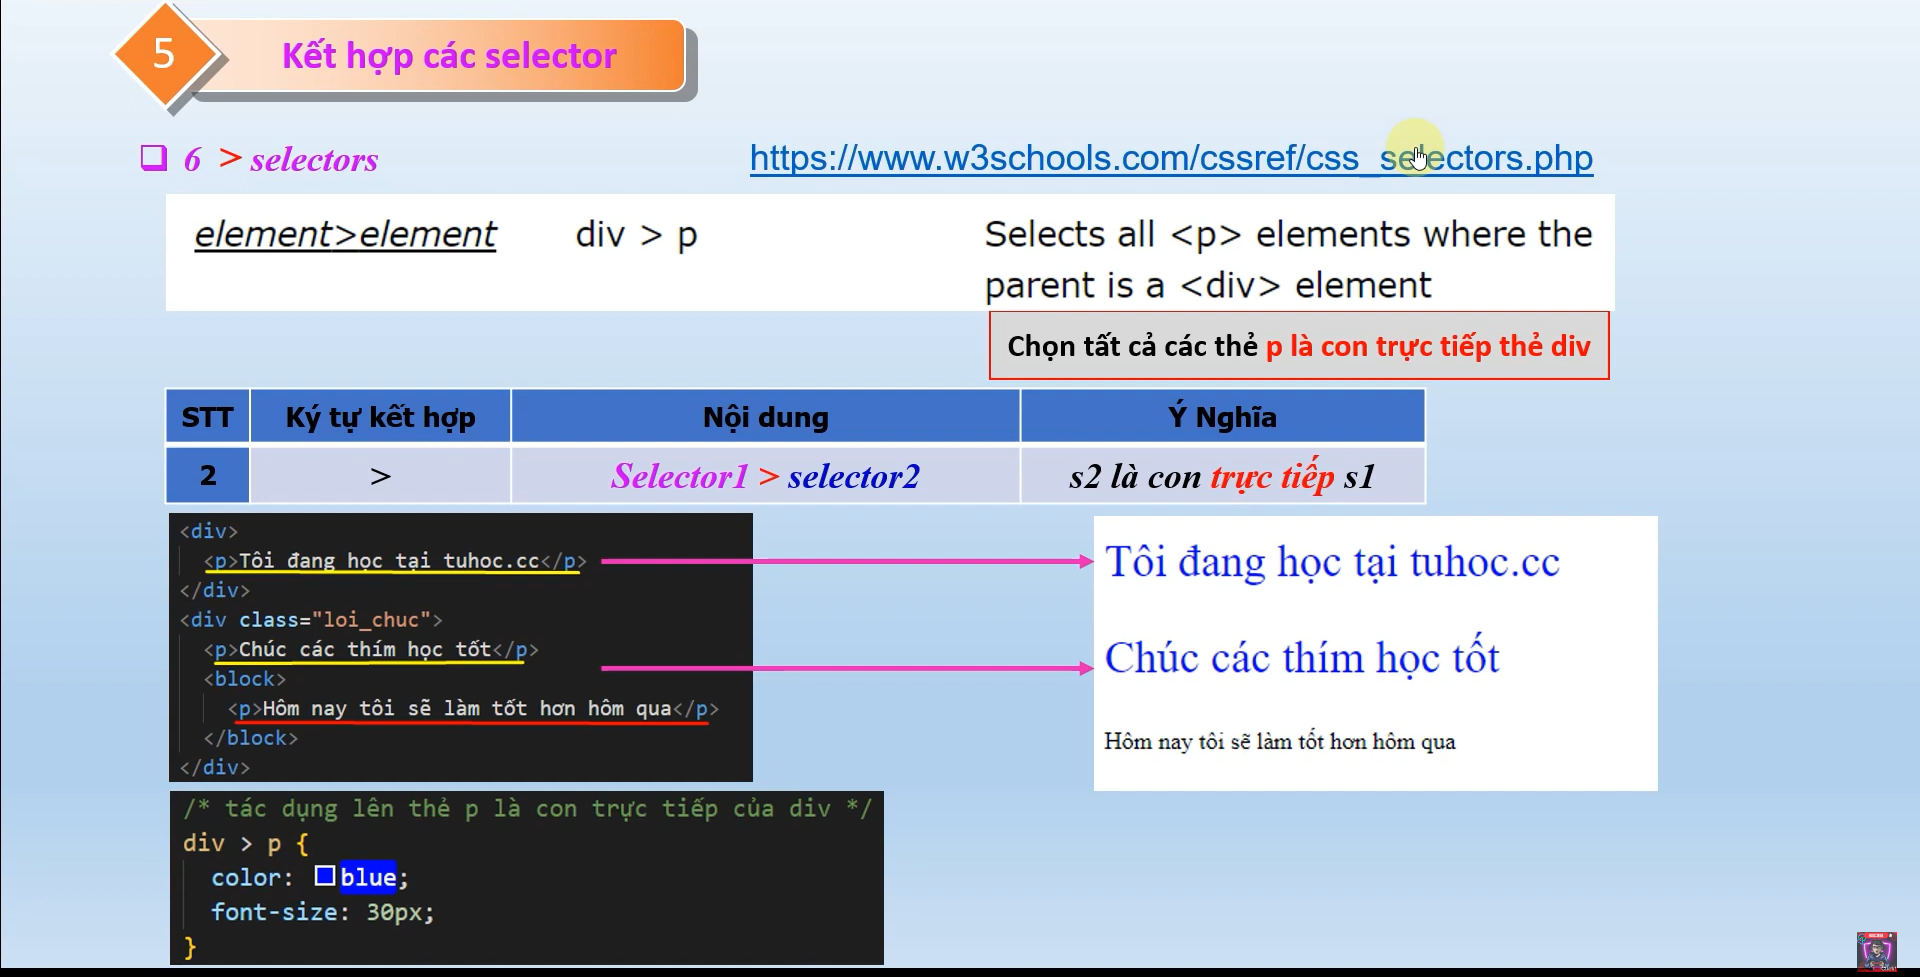 5
Kết hợp các selector
6 > selectors
https://www.w3schools.com/cssref/css_selectors.php
element>element div > p Selects all <p> elements where the
parent is a <div> element
Chọn tất cả các thẻ p là con trực tiếp thẻ div
STT Ký tự kết hợp Nội dung Ý Nghĩa
2 > Selector1 > selector2 s2 là con trực tiếp s1
<div>
<p>Tôi đang học tại tuhoc.cc</p>
</div>
<div class="loi_chuc">
<p>Chúc các thím học tốt</p>
<block>
<p>Hôm nay tôi sẽ làm tốt hơn hôm qua</p>
</block>
</div>
Tôi đang học tại tuhoc.cc
Chúc các thím học tốt
Hôm nay tôi sẽ làm tốt hơn hôm qua
/* tác dụng lên thẻ p là con trực tiếp của div */
div > p {
color: blue;
font-size: 30px;
}